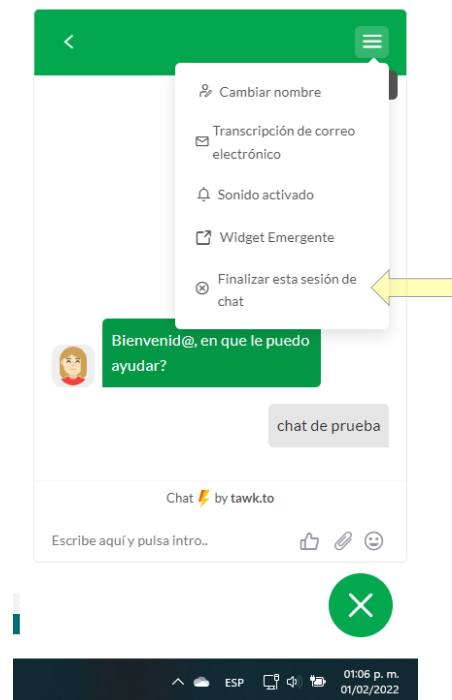 Cambiar nombre
Transcripción de correo
electrónico
Sonido activado
Widget Emergente
Finalizar esta sesión de
chat
Bienvenid@, en que le puedo
ayudar?
chat de prueba
Chat by tawk.to
Escribe aquí y pulsa intro..
ESP
01:06 p. m.
01/02/2022